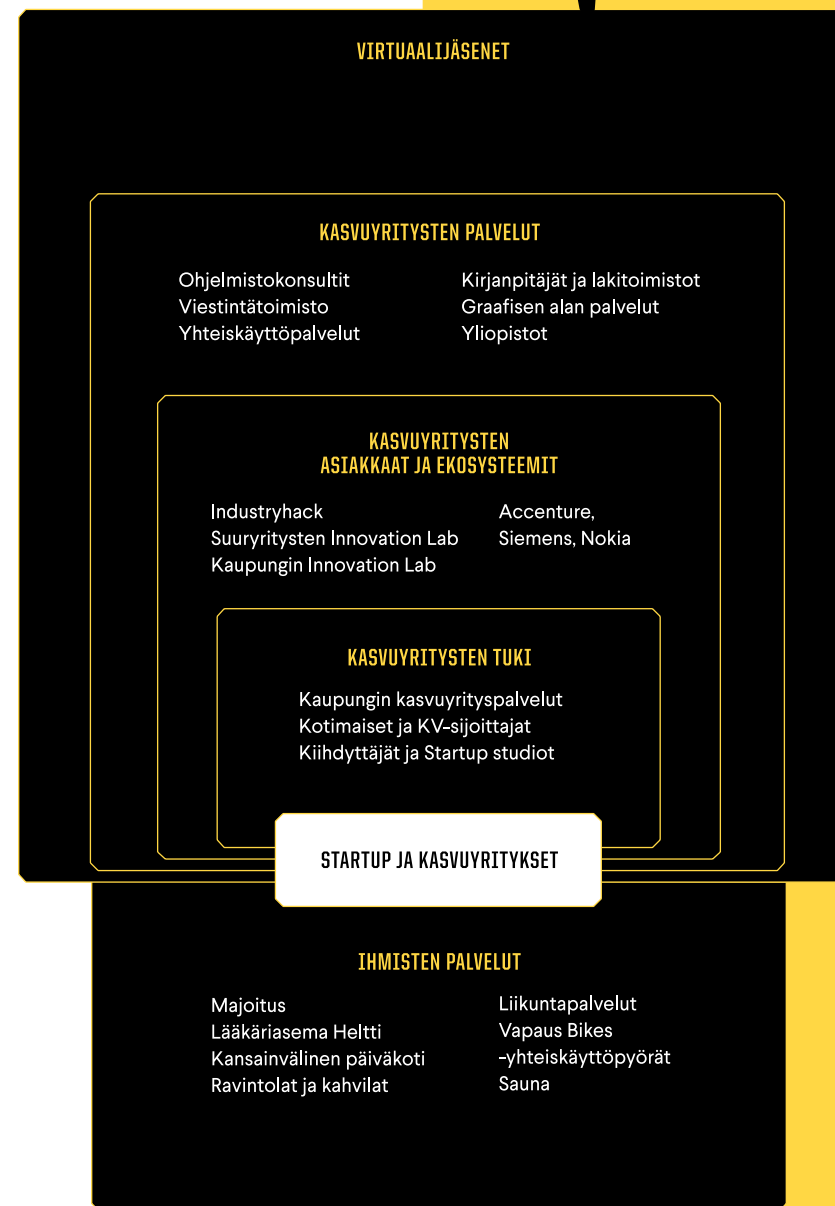 VIRTUAALIJÄSENET
KASVUYRITYSTEN PALVELUT
Ohjelmistokonsultit
Viestintätoimisto
Yhteiskäyttöpalvelut
Kirjanpitäjät ja lakitoimistot
Graafisen alan palvelut
Yliopistot
KASVUYRITYSTEN
ASIAKKAAT JA EKOSYSTEEMIT
Industryhack
Suuryritysten Innovation Lab
Kaupungin Innovation Lab
Accenture,
Siemens, Nokia
KASVUYRITYSTEN TUKI
Kaupungin kasvuyrityspalvelut
Kotimaiset ja KV-sijoittajat
Kiihdyttäjät ja Startup studiot
STARTUP JA KASVUYRITYKSET
IHMISTEN PALVELUT
Majoitus
Lääkäriasema Heltti
Kansainvälinen päiväkoti
Ravintolat ja kahvilat
Liikuntapalvelut
Vapaus Bikes
-yhteiskäyttöpyörät
Sauna